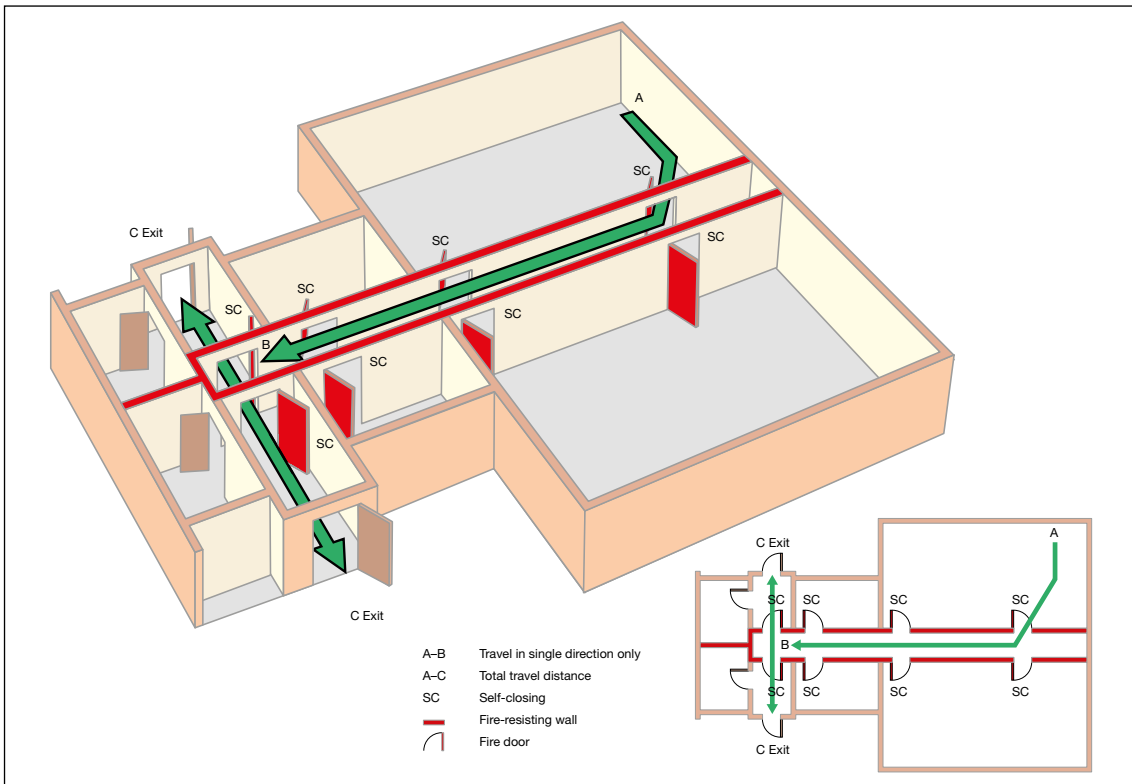 A
SC
C Exit
SC
SC
SC
SC
SC
B
SC
SC
C Exit
A–B Travel in single direction only
A–C Total travel distance
SC Self-closing
Fire-resisting wall
Fire door
C Exit
A
SC SC SC SC
B
SC SC SC SC
C Exit